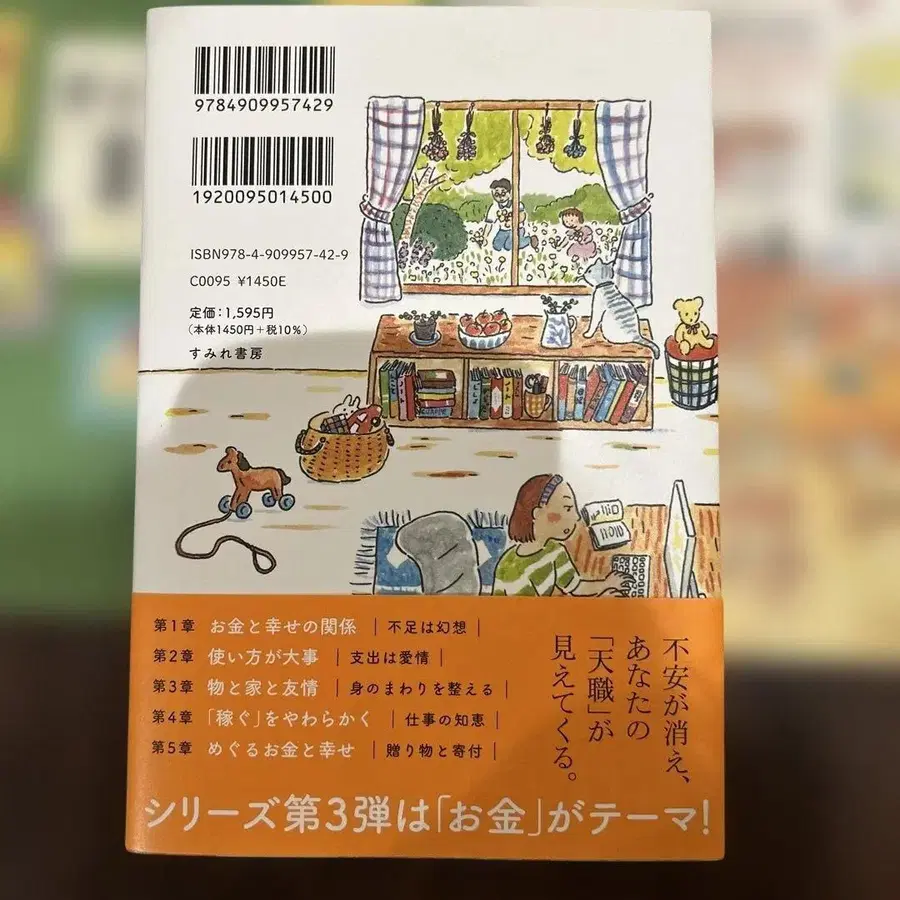 9784909957429
1920095014500
ISBN978-4-909957-42-9
C0095 ¥1450E
定価：1,595円
（本体1450円＋税10%）
すみれ書房
第1章 お金と幸せの関係 ｜不足は幻想｜
第2章 使い方が大事 ｜支出は愛情｜
第3章 物と家と友情 ｜身のまわりを整える｜
第4章 「稼ぐ」をやわらかく ｜仕事の知恵｜
第5章 めぐるお金と幸せ ｜贈り物と寄付｜
不安が消え、
あなたの
「天職」が
見えてくる。
シリーズ第3弾は「お金」がテーマ！